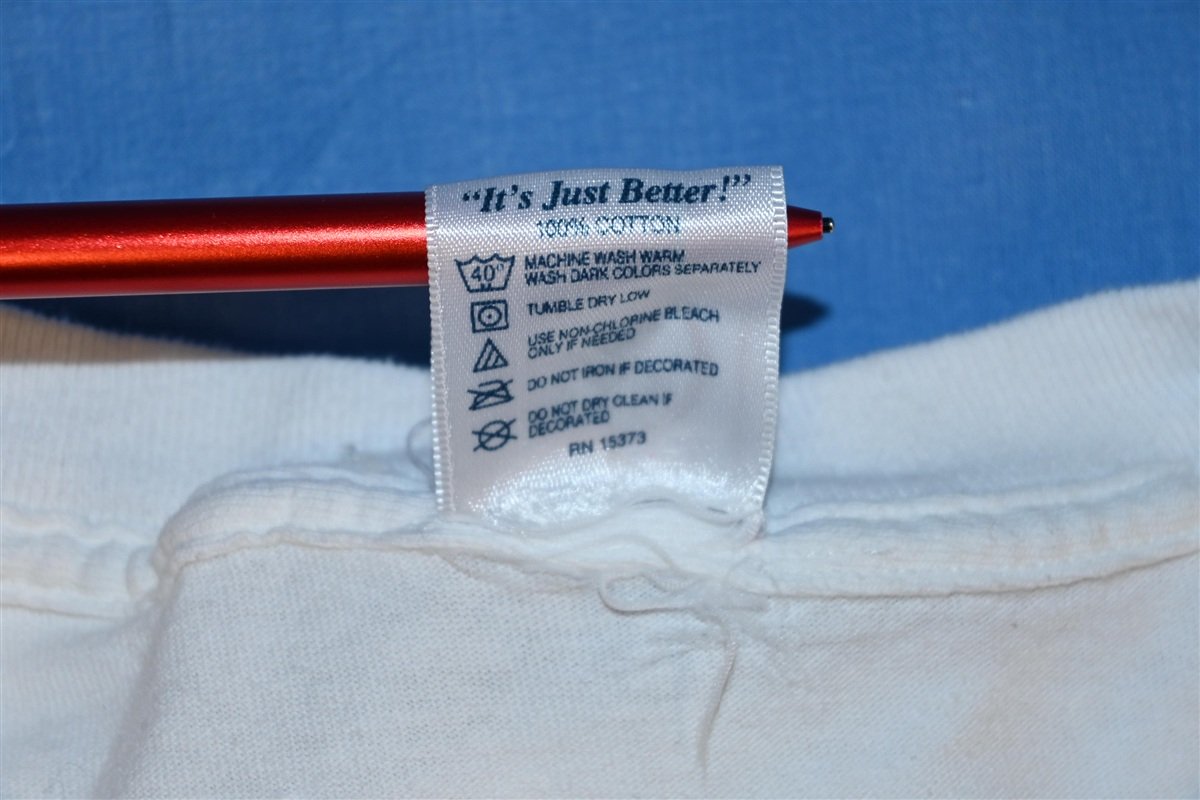 "It's Just Better!"
100% COTTON
40°
MACHINE WASH WARM
WASH DARK COLORS SEPARATELY
TUMBLE DRY LOW
USE NON-CHLORINE BLEACH
ONLY IF NEEDED
DO NOT IRON IF DECORATED
DO NOT DRY CLEAN IF
DECORATED
RN 15373